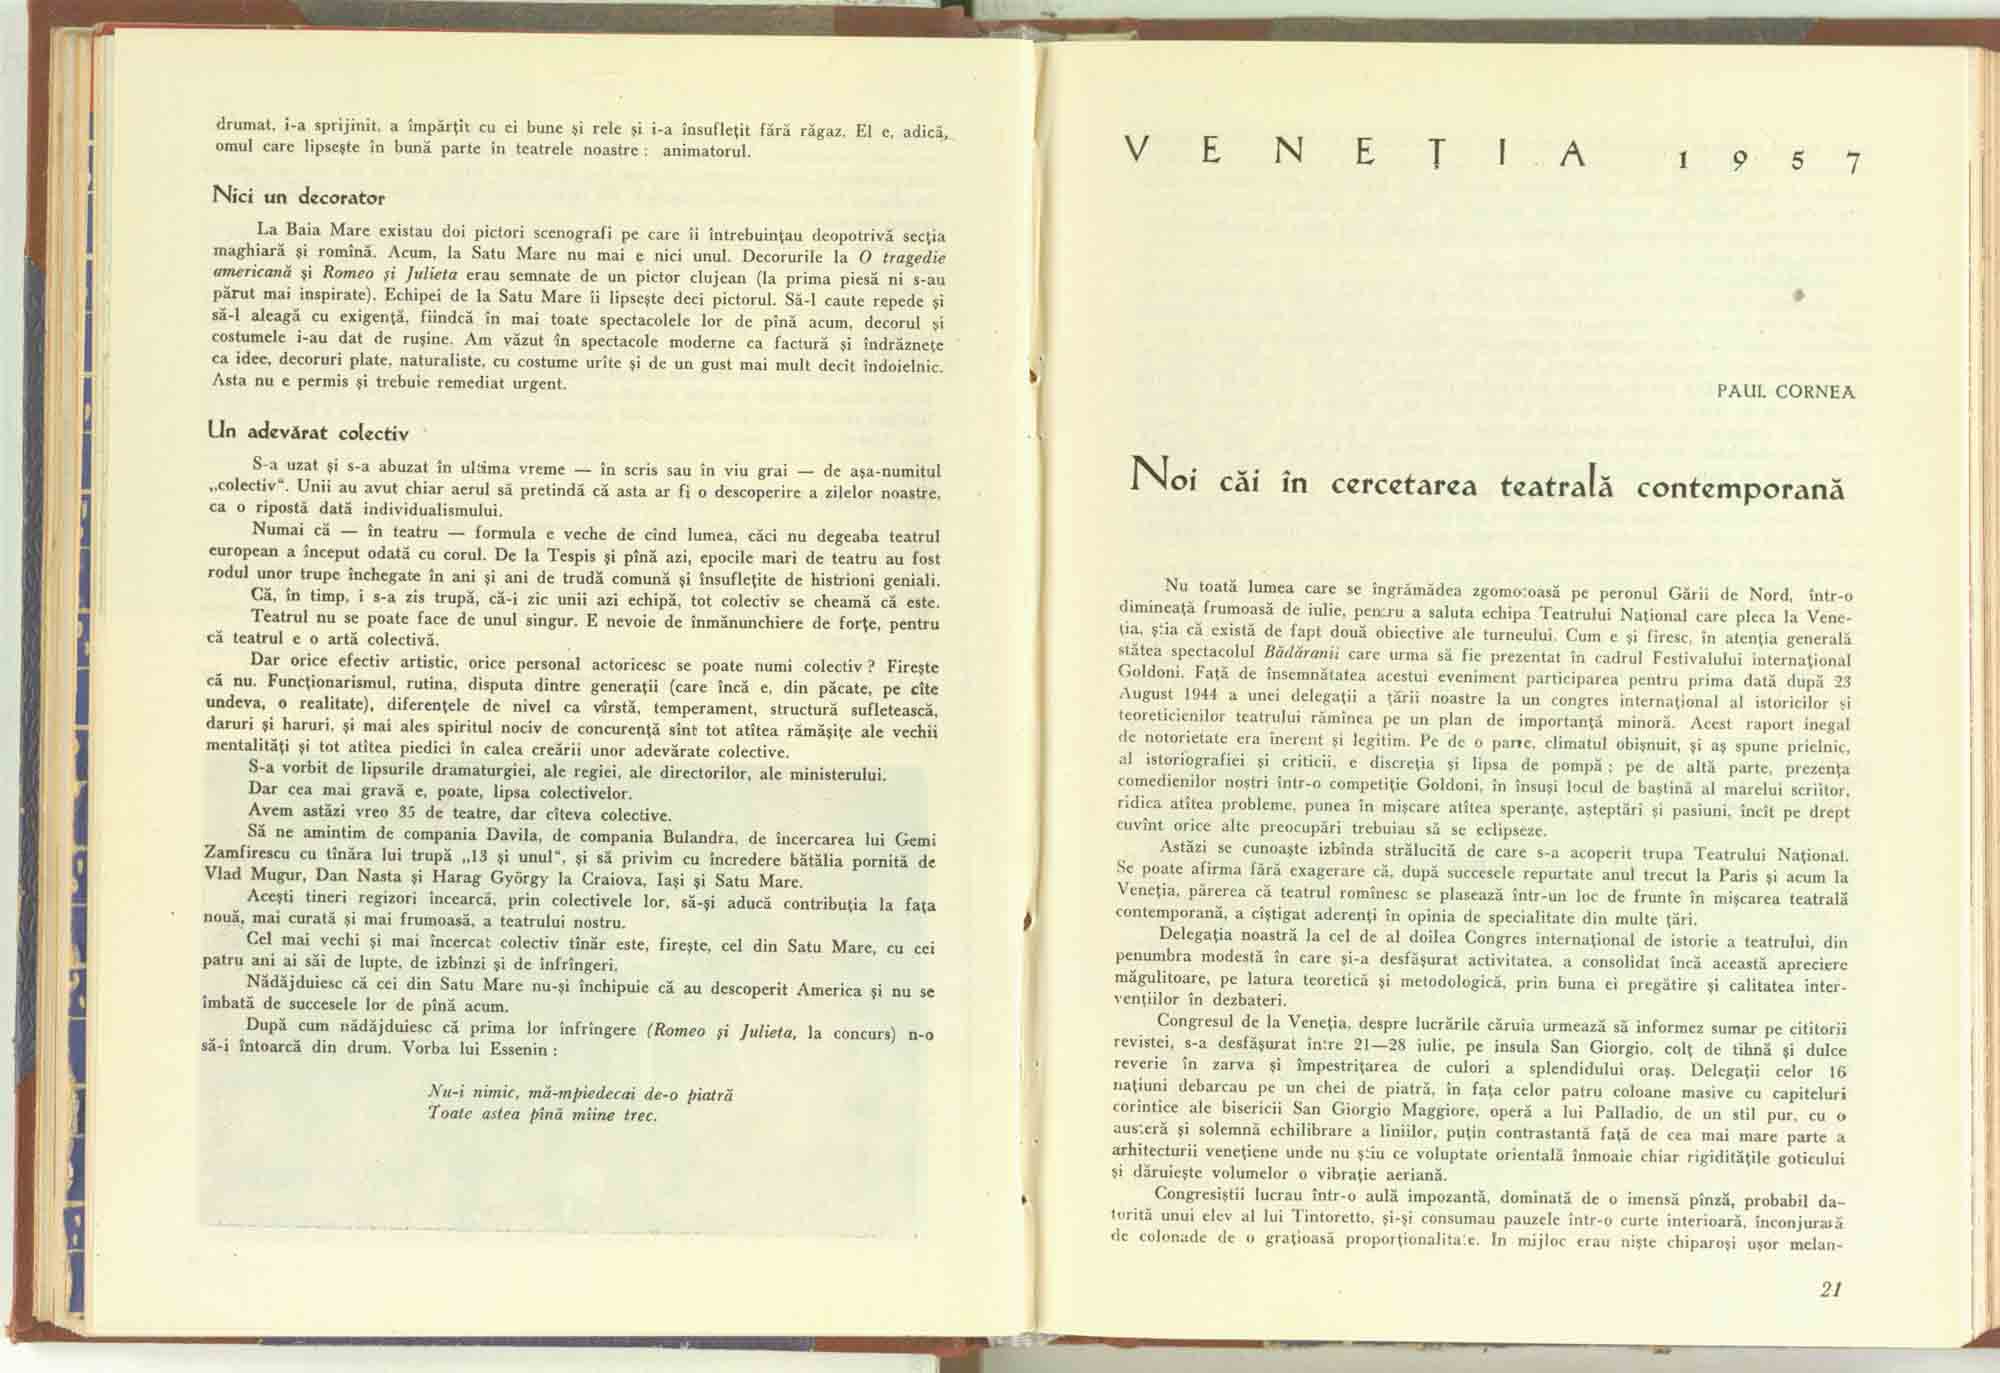 drumat, i-a sprijinit, a împărțit cu ei bune și rele și i-a însuflețit fără răgaz. El e, adică,
omul care lipsește în bună parte în teatrele noastre : animatorul.
Nici un decorator
La Baia Mare existau doi pictori scenografi pe care îi întrebuințau deopotrivă secția
maghiară și romînă. Acum, la Satu Mare nu mai e nici unul. Decorurile la O tragedie
americană și Romeo și Julieta erau semnate de un pictor clujean (la prima piesă ni s-au
părut mai inspirate). Echipei de la Satu Mare îi lipsește deci pictorul. Să-l caute repede și
să-l aleagă cu exigență, fiindcă în mai toate spectacolele lor de pînă acum, decorul și
costumele i-au dat de rușine. Am văzut în spectacole moderne ca factură și îndrăznețe
ca idee, decoruri plate, naturaliste, cu costume urîte și de un gust mai mult decit îndoielnic.
Asta nu e permis și trebuie remediat urgent.
Un adevărat colectiv
S-a uzat și s-a abuzat în ultima vreme — în scris sau în viu grai — de așa-numitul
„colectiv“. Unii au avut chiar aerul să pretindă că asta ar fi o descoperire a zilelor noastre,
ca o ripostă dată individualismului.
Numai că — în teatru — formula e veche de cînd lumea, căci nu degeaba teatrul
european a început odată cu corul. De la Tespis și pînă azi, epocile mari de teatru au fost
rodul unor trupe închegate în ani și ani de trudă comună și însuflețite de histrioni geniali.
Că, în timp, i s-a zis trupă, că-i zic unii azi echipă, tot colectiv se cheamă că este.
Teatrul nu se poate face de unul singur. E nevoie de înmănunchiere de forțe, pentru
că teatrul e o artă colectivă.
Dar orice efectiv artistic, orice personal actoricesc se poate numi colectiv ? Firește
că nu. Funcționarismul, rutina, disputa dintre generații (care încă e, din păcate, pe cîte
undeva, o realitate), diferențele de nivel ca vîrstă, temperament, structură sufletească,
daruri și haruri, și mai ales spiritul nociv de concurență sînt tot atîtea rămășițe ale vechii
mentalități și tot atîtea piedici în calea creării unor adevărate colective.
S-a vorbit de lipsurile dramaturgiei, ale regiei, ale directorilor, ale ministerului.
Dar cea mai gravă e, poate, lipsa colectivelor.
Avem astăzi vreo 35 de teatre, dar cîteva colective.
Să ne amintim de compania Davila, de compania Bulandra, de încercarea lui Gemi
Zamfirescu cu tînăra lui trupă „13 și unul“, și să privim cu încredere bătălia pornită de
Vlad Mugur, Dan Nasta și Harag György la Craiova, Iași și Satu Mare.
Acești tineri regizori încearcă, prin colectivele lor, să-și aducă contribuția la fața
nouă, mai curată și mai frumoasă, a teatrului nostru.
Cel mai vechi și mai încercat colectiv tînăr este, firește, cel din Satu Mare, cu cei
patru ani ai săi de lupte, de izbînzi și de înfrîngeri.
Nădăjduiesc că cei din Satu Mare nu-și închipuie că au descoperit America și nu se
îmbată de succesele lor de pînă acum.
După cum nădăjduiesc că prima lor înfrîngere (Romeo și Julieta, la concurs) n-o
să-i întoarcă din drum. Vorba lui Essenin :
Nu-i nimic, mă-mpiedecai de-o piatră
Toate astea pînă mîine trec.
VENEȚIA 1957
PAUL CORNEA
Noi căi în cercetarea teatrală contemporană
Nu toată lumea care se îngrămădea zgomotoasă pe peronul Gării de Nord, într-o
dimineață frumoasă de iulie, pentru a saluta echipa Teatrului Național care pleca la Vene-
ția, știa că există de fapt două obiective ale turneului. Cum e și firesc, în atenția generală
stătea spectacolul Bădăranii care urma să fie prezentat în cadrul Festivalului internațional
Goldoni. Față de însemnătatea acestui eveniment participarea pentru prima dată după 23
August 1944 a unei delegații a țării noastre la un congres internațional al istoricilor și
teoreticienilor teatrului răminea pe un plan de importanță minoră. Acest raport inegal
de notorietate era inerent și legitim. Pe de o parte, climatul obișnuit, și aș spune prielnic,
al istoriografiei și criticii, e discreția și lipsa de pompă ; pe de altă parte, prezența
comedienilor noștri într-o competiție Goldoni, în însuși locul de baștină al marelui scriitor,
ridica atîtea probleme, punea în mișcare atîtea speranțe, așteptări și pasiuni, încît pe drept
cuvînt orice alte preocupări trebuiau să se eclipseze.
Astăzi se cunoaște izbînda strălucită de care s-a acoperit trupa Teatrului Național.
Se poate afirma fără exagerare că, după succesele repurtate anul trecut la Paris și acum la
Veneția, părerea că teatrul romînesc se plasează într-un loc de frunte în mișcarea teatrală
contemporană, a cîștigat aderenți în opinia de specialitate din multe țări.
Delegația noastră la cel de al doilea Congres internațional de istorie a teatrului, din
penumbra modestă în care și-a desfășurat activitatea, a consolidat încă această apreciere
măgulitoare, pe latura teoretică și metodologică, prin buna ei pregătire și calitatea inter-
vențiilor în dezbateri.
Congresul de la Veneția, despre lucrările căruia urmează să informez sumar pe cititorii
revistei, s-a desfășurat între 21—28 iulie, pe insula San Giorgio, colț de tihnă și dulce
reverie în zarva și împestrițarea de culori a splendidului oraș. Delegații celor 16
națiuni debarcau pe un chei de piatră, în fața celor patru coloane masive cu capiteluri
corintice ale bisericii San Giorgio Maggiore, operă a lui Palladio, de un stil pur, cu o
austeră și solemnă echilibrare a liniilor, puțin contrastantă față de cea mai mare parte a
arhitecturii venețiene unde nu știu ce voluptate orientală înmoaie chiar rigiditățile goticului
și dăruiește volumelor o vibrație aeriană.
Congresiștii lucrau într-o aulă impozantă, dominată de o imensă pînză, probabil da-
torită unui elev al lui Tintoretto, și-și consumau pauzele într-o curte interioară, înconjurată
de colonade de o grațioasă proporționalitate. In mijloc erau niște chiparoși ușor melan-
21